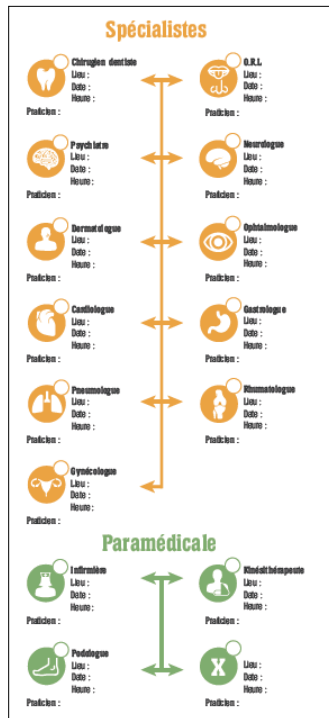 Spécialistes
Chirugien dentiste
Lieu :
Date :
Heure :
Praticien :
O.R.L
Lieu :
Date :
Heure :
Praticien :
Psychiatre
Lieu :
Date :
Heure :
Praticien :
Neurologue
Lieu :
Date :
Heure :
Praticien :
Dermatologue
Lieu :
Date :
Heure :
Praticien :
Ophtalmologue
Lieu :
Date :
Heure :
Praticien :
Cardiologue
Lieu :
Date :
Heure :
Praticien :
Gastrologue
Lieu :
Date :
Heure :
Praticien :
Pneumologue
Lieu :
Date :
Heure :
Praticien :
Rhumatologue
Lieu :
Date :
Heure :
Praticien :
Gynécologue
Lieu :
Date :
Heure :
Praticien :
Paramédicale
Infirmière
Lieu :
Date :
Heure :
Praticien :
Kinésithérapeute
Lieu :
Date :
Heure :
Praticien :
Podologue
Lieu :
Date :
Heure :
Praticien :
X
Lieu :
Date :
Heure :
Praticien :